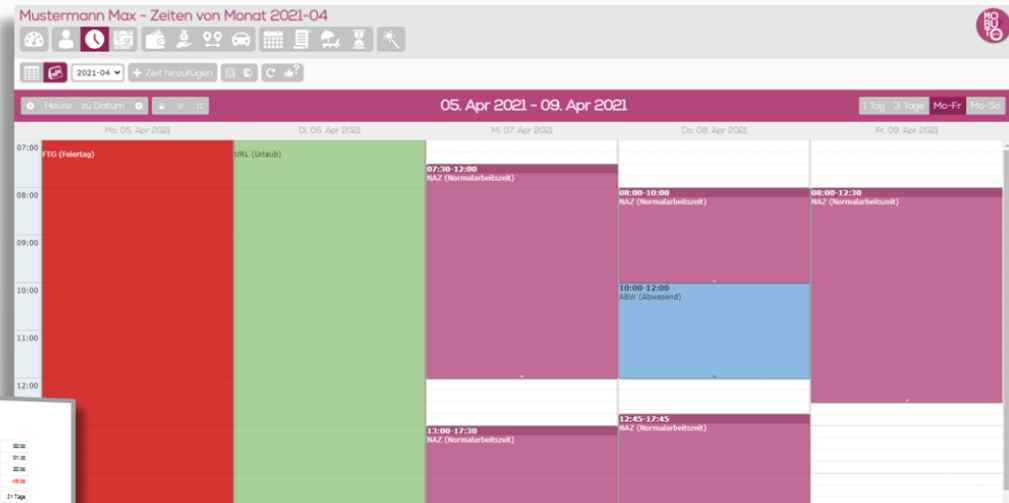 Mustermann Max – Zeiten von Monat 2021-04
MOBUTO
2021-04
+ Zeit hinzufügen
Heute zu Datum
05. Apr 2021 – 09. Apr 2021
1 Tag 3 Tage Mo-Fr Mo-So
Mo, 05. Apr 2021 Di, 06. Apr 2021 Mi, 07. Apr 2021 Do, 08. Apr 2021 Fr, 09. Apr 2021
07:00
FTG (Feiertag)
URL (Urlaub)
07:30-12:00
NAZ (Normalarbeitszeit)
08:00
08:00-10:00
NAZ (Normalarbeitszeit)
08:00-12:30
NAZ (Normalarbeitszeit)
09:00
10:00
10:00-12:00
ABW (Abwesend)
11:00
12:00
12:45-17:45
NAZ (Normalarbeitszeit)
13:00-17:30
NAZ (Normalarbeitszeit)
00:00
01:30
20:00
-18:30
21 Tage